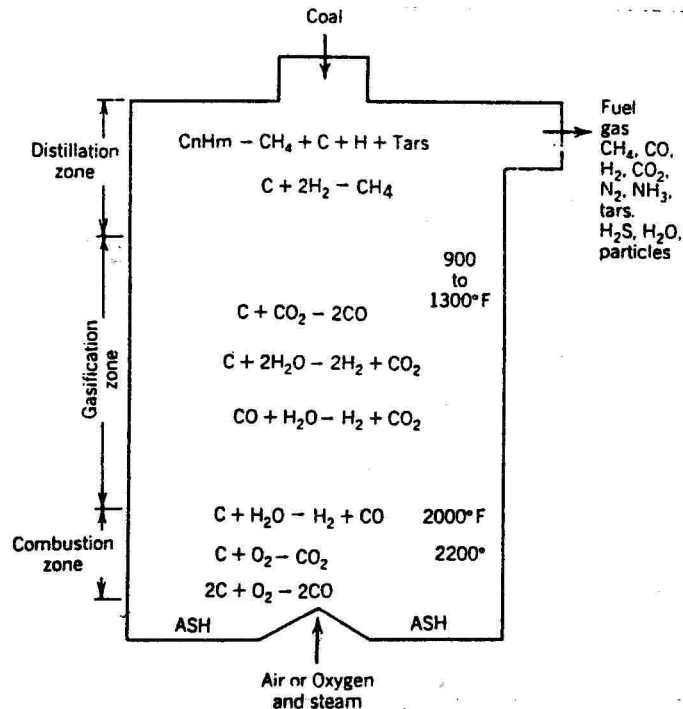 Coal
Distillation
zone
CnHm – CH₄ + C + H + Tars
C + 2H₂ – CH₄
Fuel
gas
CH₄, CO,
H₂, CO₂,
N₂, NH₃,
tars.
H₂S, H₂O,
particles
900
to
1300°F
Gasification
zone
C + CO₂ – 2CO
C + 2H₂O – 2H₂ + CO₂
CO + H₂O – H₂ + CO₂
Combustion
zone
C + H₂O – H₂ + CO 2000°F
C + O₂ – CO₂ 2200°
2C + O₂ – 2CO
ASH ASH
Air or Oxygen
and steam